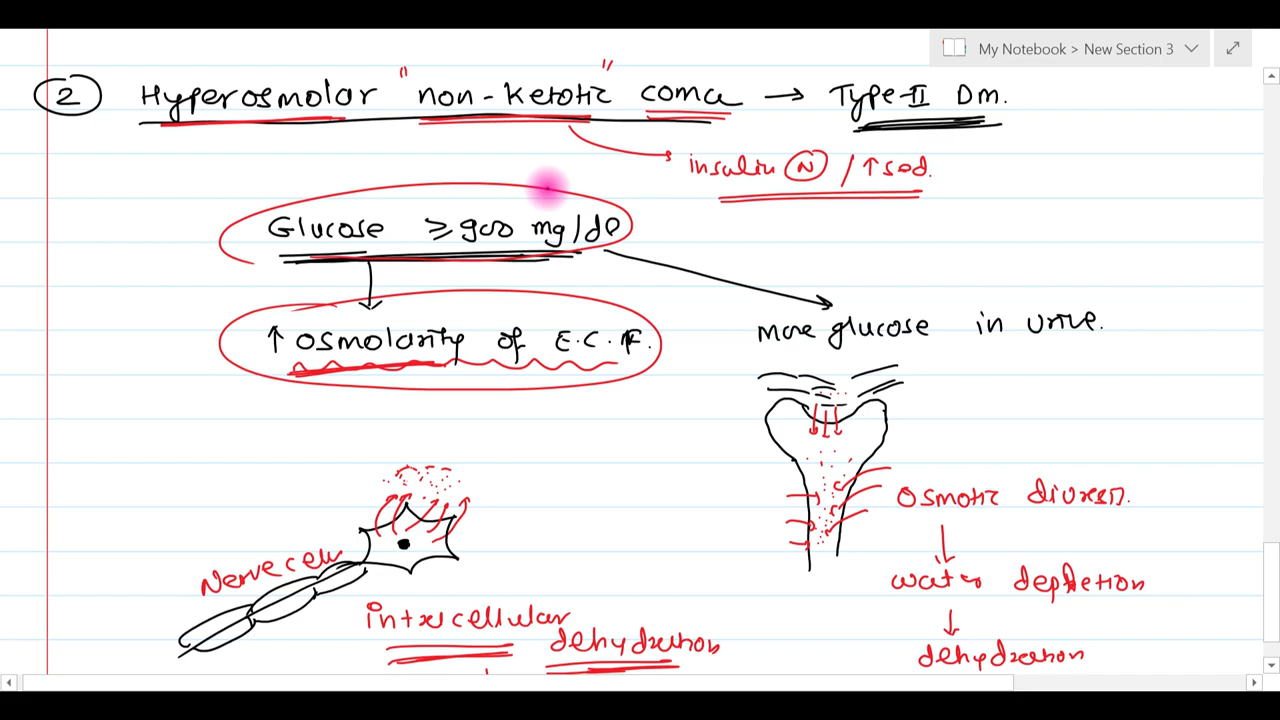 My Notebook > New Section 3
② Hyperosmolar "non-ketotic" coma → Type-II Dm.
insulin Ⓝ / ↑sed.
Glucose ≥900 mg/dl
↑ osmolarity of E.C.F.
more glucose in urine.
osmotic diuresis.
Nerve cell
water depletion
intracellular
dehydration
dehydration